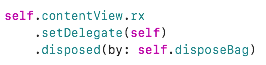 self.contentView.rx
.setDelegate(self)
.disposed(by: self.disposeBag)